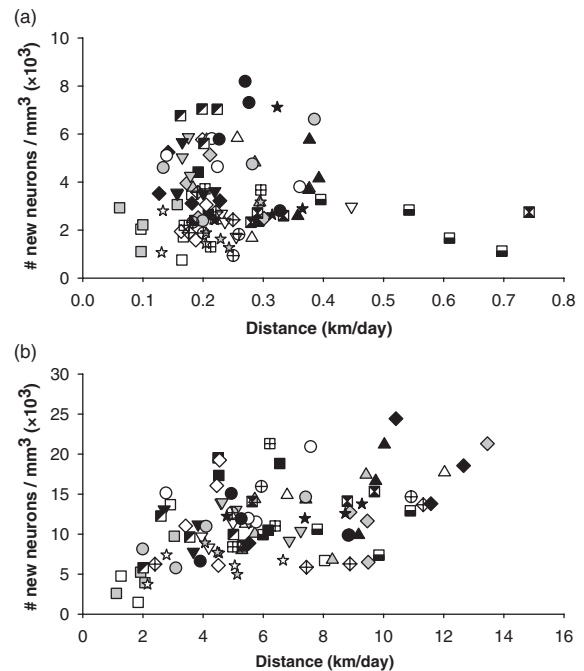 (a)
10
8
6
4
2
0
# new neurons / mm³ (×10³)
0.0 0.1 0.2 0.3 0.4 0.5 0.6 0.7 0.8
Distance (km/day)
(b)
30
25
20
15
10
5
0
# new neurons / mm³ (×10³)
0 2 4 6 8 10 12 14 16
Distance (km/day)